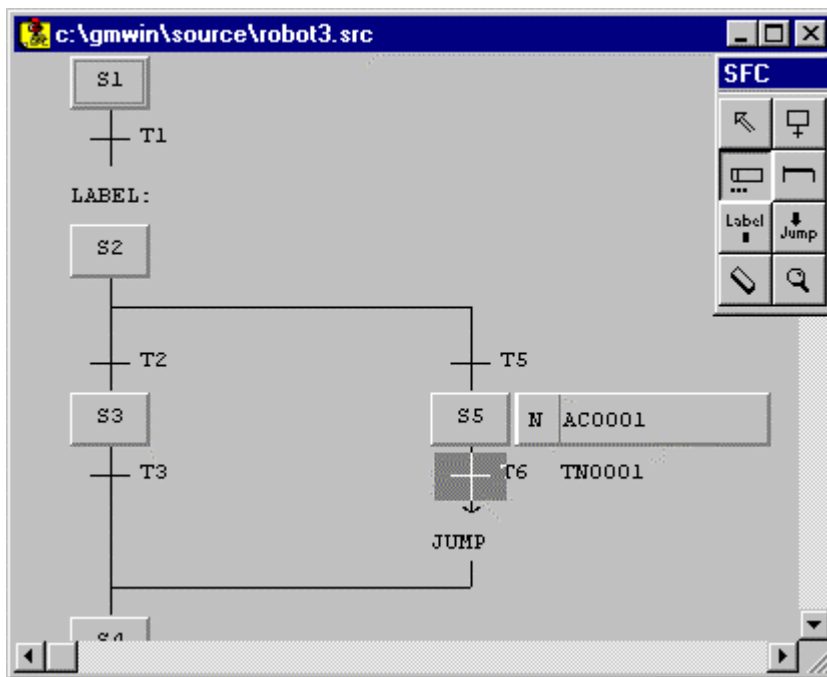 c:\gmwin\source\robot3.src
SFC
S1
T1
LABEL:
Label
Jump
S2
T2
T5
S3
S5
N
AC0001
T3
T6
TN0001
JUMP
S4